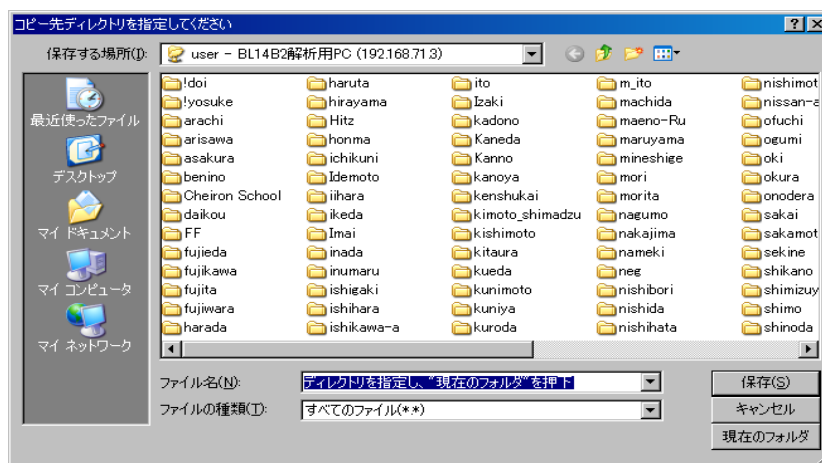 コピー先ディレクトリを指定してください
保存する場所(I):
user - BL14B2解析用PC (192.168.71.3)
最近使ったファイル
デスクトップ
マイ ドキュメント
マイ コンピュータ
マイ ネットワーク
!doi
!yosuke
arachi
arisawa
asakura
benino
Cheiron School
daikou
FF
fujieda
fujikawa
fujita
fujiwara
harada
haruta
hirayama
Hitz
honma
ichikuni
Idemoto
iihara
ikeda
Imai
inada
inumaru
ishigaki
ishihara
ishikawa-a
ito
Izaki
kadono
Kaneda
Kanno
kanoya
kenshukai
kimoto_shimadzu
kishimoto
kitaura
kueda
kunimoto
kuniya
kuroda
m_ito
machida
maeno-Ru
maruyama
mineshige
mori
morita
nagumo
nakajima
nameki
neg
nishibori
nishida
nishihata
nishimot
nissan-a
ofuchi
ogumi
oki
okura
onodera
sakai
sakamot
sekine
shikano
shimizuy
shimo
shinoda
ファイル名(N):
ディレクトリを指定し、"現在のフォルダ"を押下
保存(S)
ファイルの種類(T):
すべてのファイル(*.*)
キャンセル
現在のフォルダ